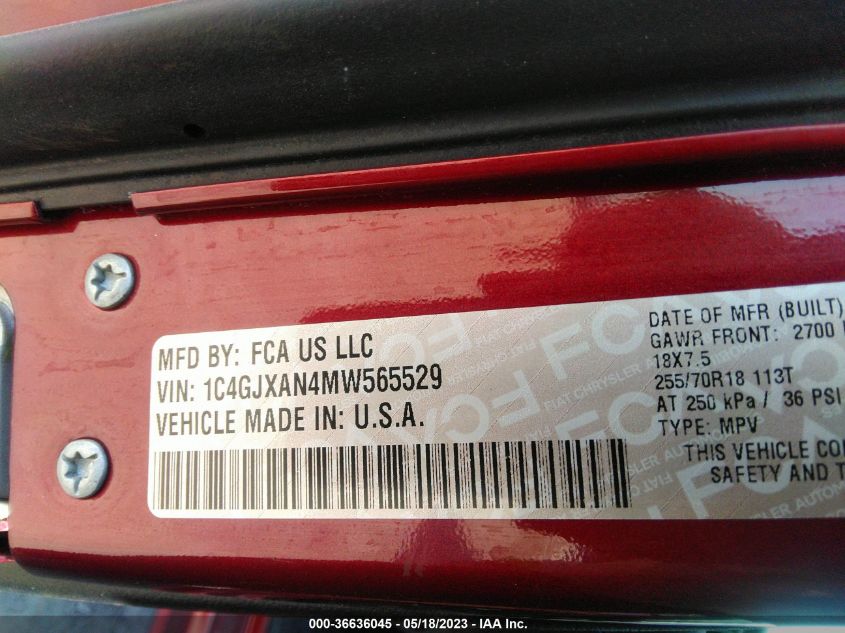 MFD BY: FCA US LLC
VIN: 1C4GJXAN4MW565529
VEHICLE MADE IN: U.S.A.
DATE OF MFR (BUILT)
GAWR FRONT: 2700
18X7.5
255/70R18 113T
AT 250 kPa / 36 PSI
TYPE: MPV
THIS VEHICLE
SAFETY AND
000-36636045 — 05/18/2023 — IAA Inc.